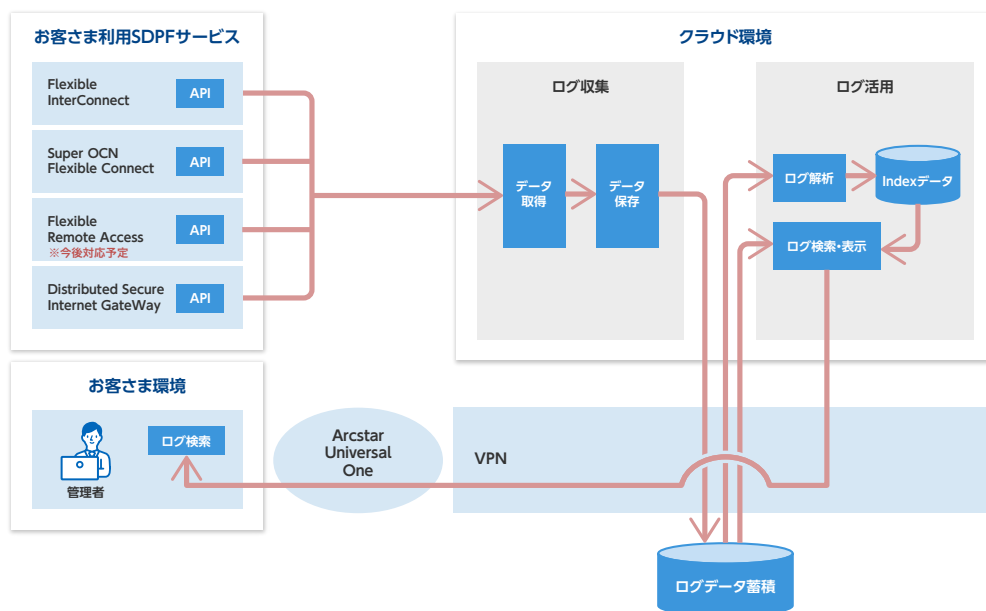 お客さま利用SDPFサービス
Flexible
InterConnect
API
Super OCN
Flexible Connect
API
Flexible
Remote Access
※今後対応予定
API
Distributed Secure
Internet GateWay
API
クラウド環境
ログ収集
データ
取得
データ
保存
ログ活用
ログ解析
Indexデータ
ログ検索・表示
お客さま環境
管理者
ログ検索
Arcstar
Universal
One
VPN
ログデータ蓄積